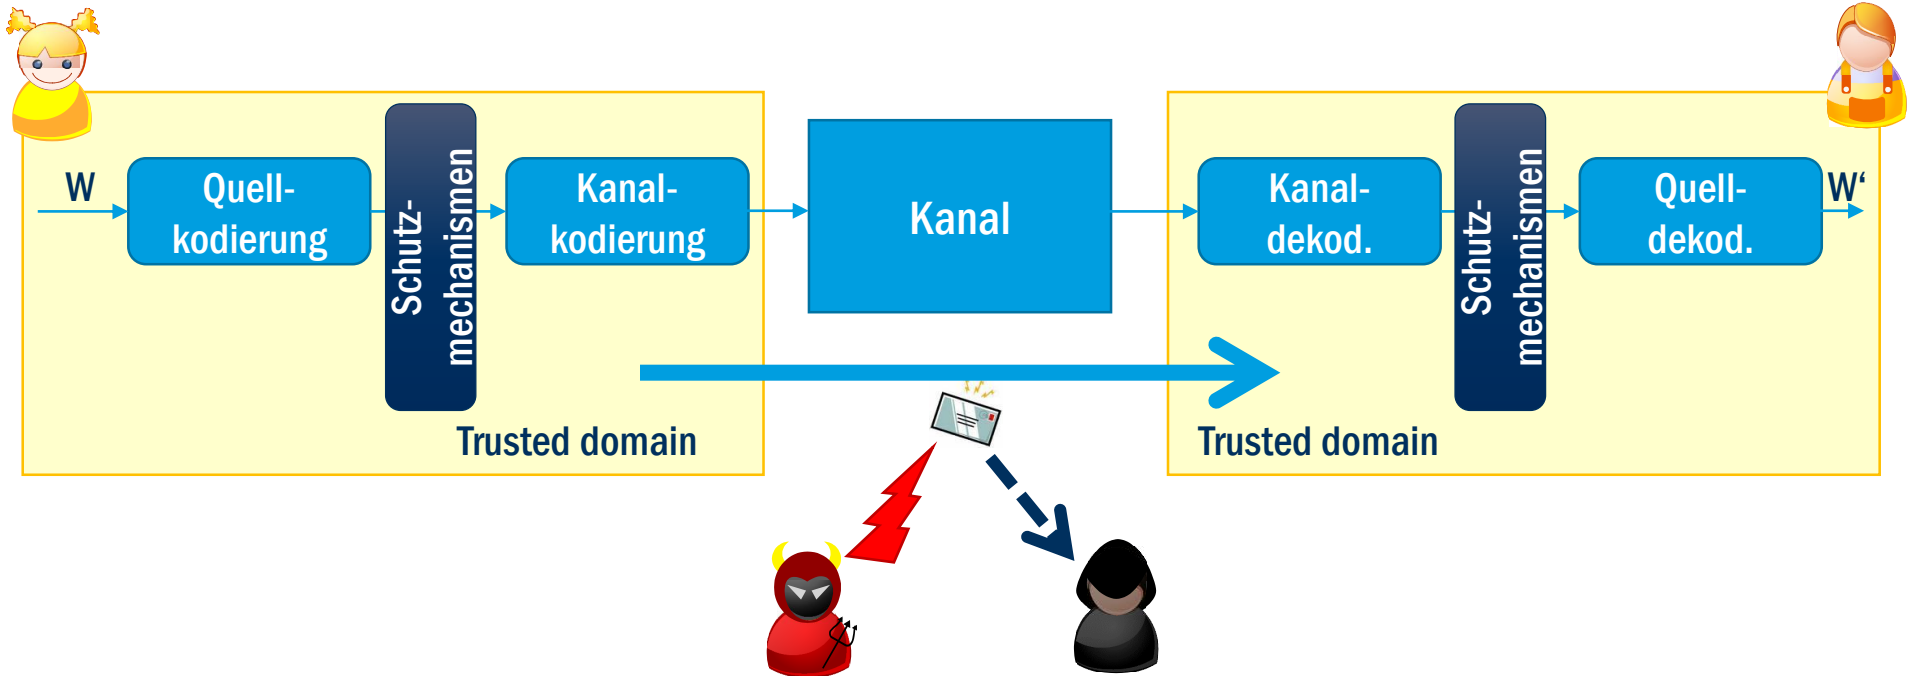 W
Quell-
kodierung
Schutz-
mechanismen
Kanal-
kodierung
Kanal
Kanal-
dekod.
Schutz-
mechanismen
Quell-
dekod.
W‘
Trusted domain
Trusted domain